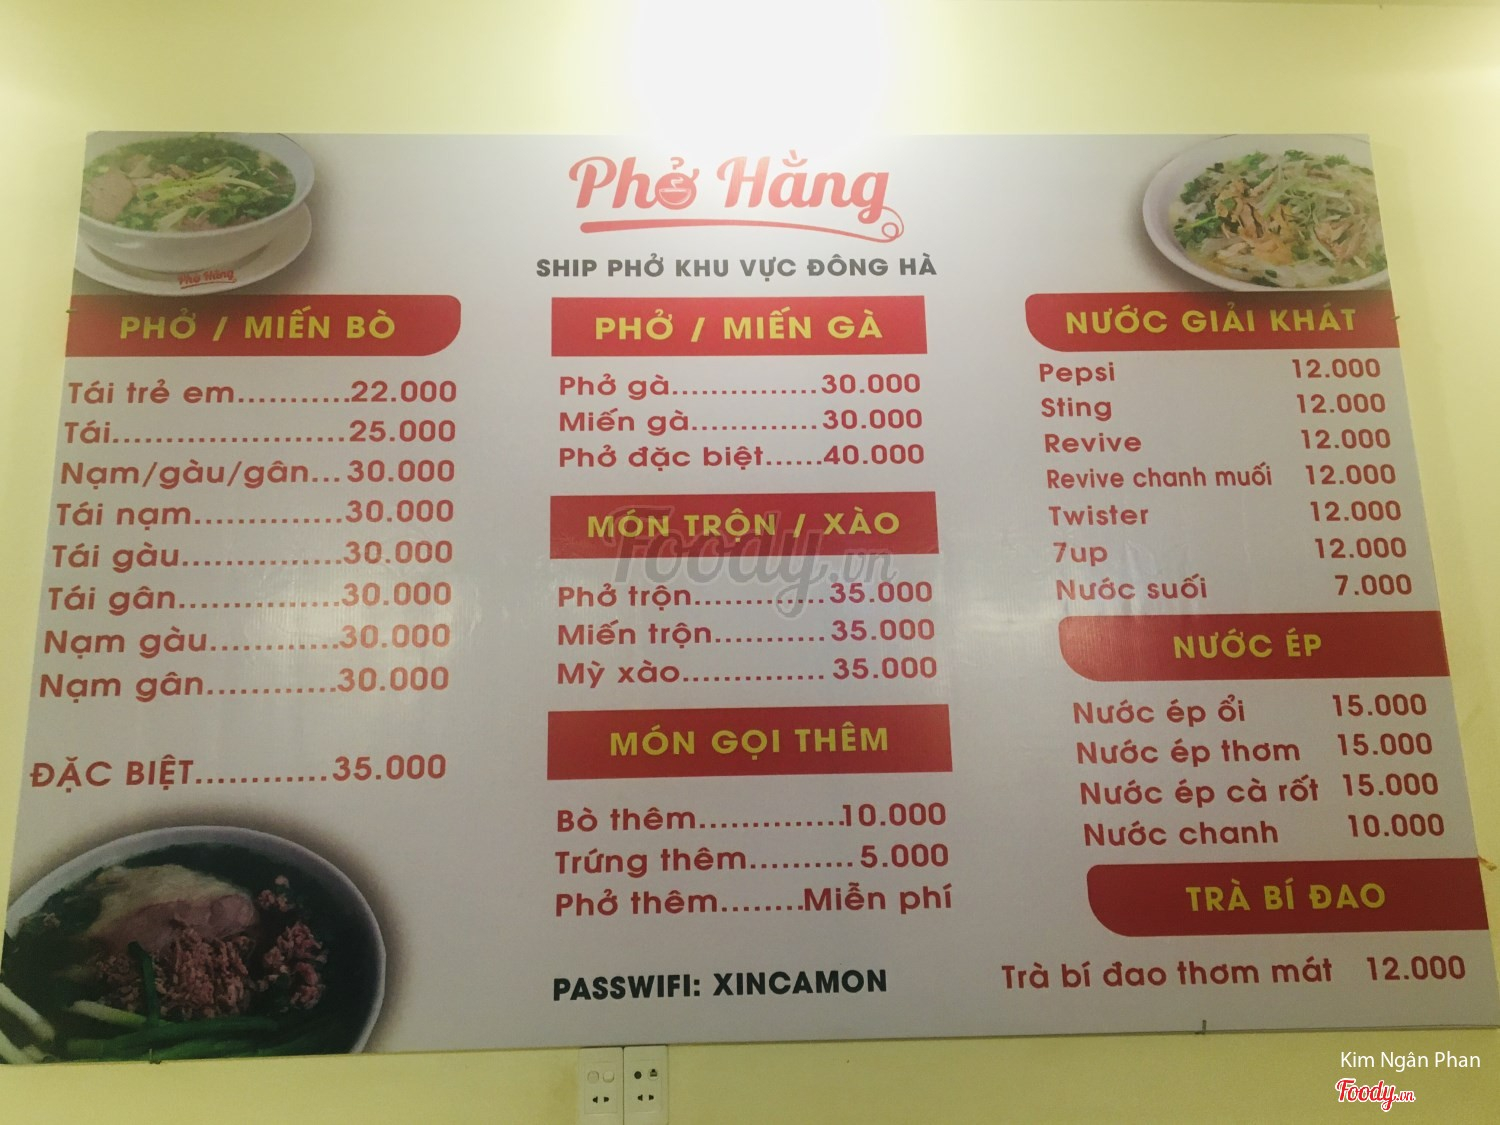 Phở Hằng
SHIP PHỞ KHU VỰC ĐÔNG HÀ
Phở Hằng
PHỞ / MIẾN BÒ
Tái trẻ em...........22.000
Tái......................25.000
Nạm/gàu/gân...30.000
Tái nạm..............30.000
Tái gàu...............30.000
Tái gân...............30.000
Nạm gàu............30.000
Nạm gân............30.000
ĐẶC BIỆT............35.000
PHỞ / MIẾN GÀ
Phở gà...............30.000
Miến gà.............30.000
Phở đặc biệt......40.000
MÓN TRỘN / XÀO
Phở trộn.............35.000
Miến trộn...........35.000
Mỳ xào..............35.000
MÓN GỌI THÊM
Bò thêm..............10.000
Trứng thêm..........5.000
Phở thêm........Miễn phí
PASSWIFI: XINCAMON
NƯỚC GIẢI KHÁT
Pepsi 12.000
Sting 12.000
Revive 12.000
Revive chanh muối 12.000
Twister 12.000
7up 12.000
Nước suối 7.000
NƯỚC ÉP
Nước ép ổi 15.000
Nước ép thơm 15.000
Nước ép cà rốt 15.000
Nước chanh 10.000
TRÀ BÍ ĐAO
Trà bí đao thơm mát 12.000
Foody.vn
Kim Ngân Phan
Foody.vn